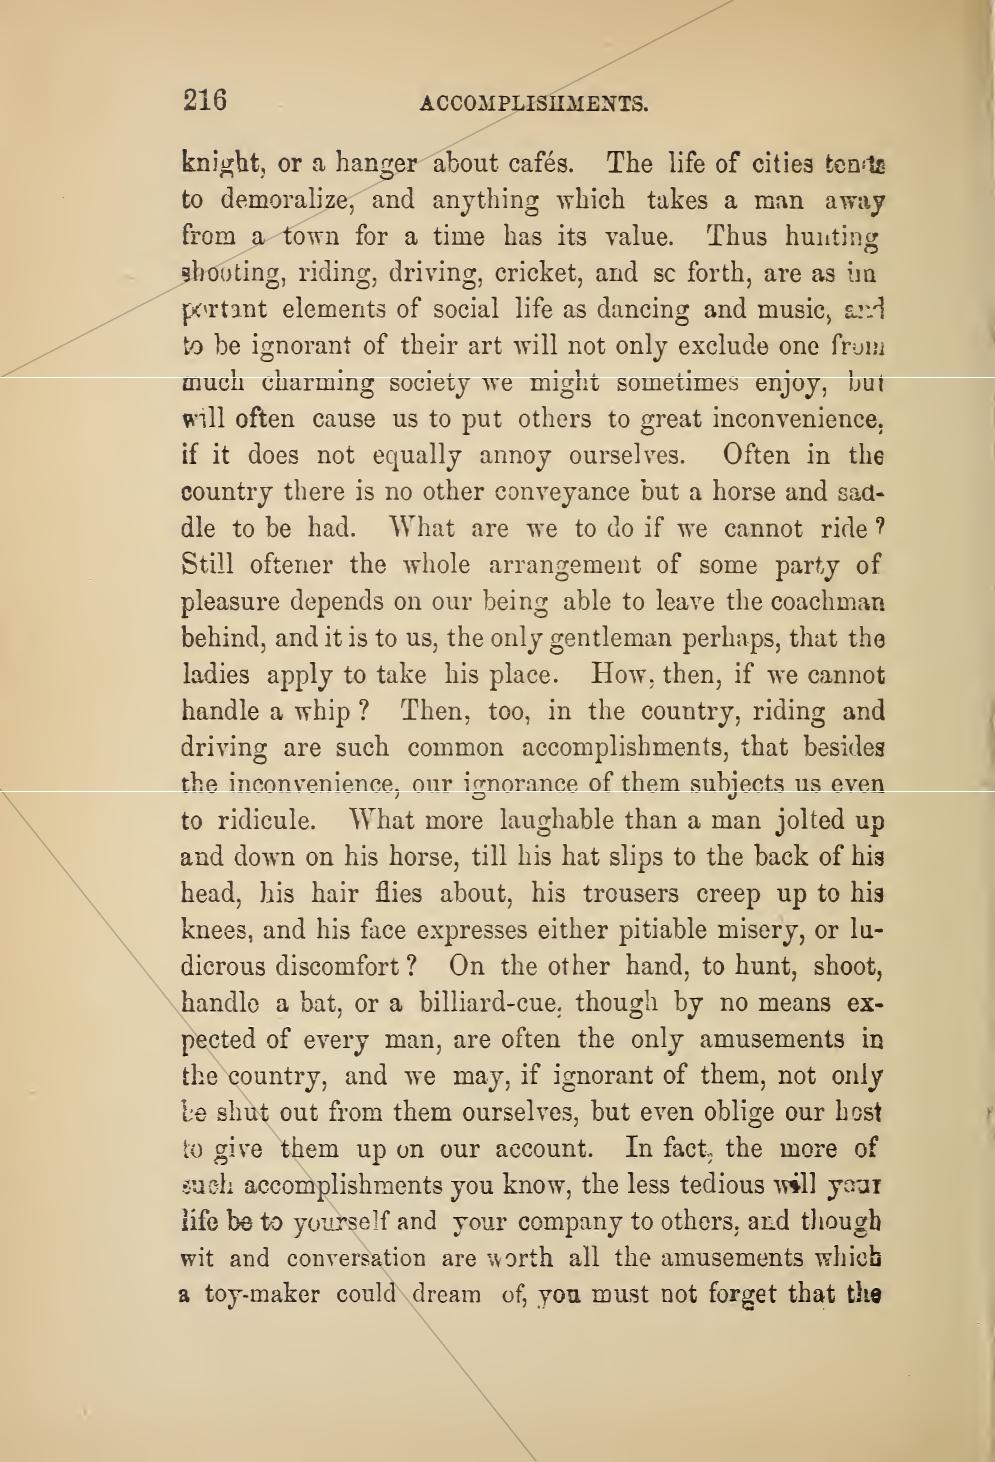 216 ACCOMPLISHMENTS.
knight, or a hanger about cafés. The life of cities tends
to demoralize, and anything which takes a man away
from a town for a time has its value. Thus hunting
shooting, riding, driving, cricket, and sc forth, are as im
portant elements of social life as dancing and music, and
to be ignorant of their art will not only exclude one from
much charming society we might sometimes enjoy, but
will often cause us to put others to great inconvenience,
if it does not equally annoy ourselves. Often in the
country there is no other conveyance but a horse and sad-
dle to be had. What are we to do if we cannot ride?
Still oftener the whole arrangement of some party of
pleasure depends on our being able to leave the coachman
behind, and it is to us, the only gentleman perhaps, that the
ladies apply to take his place. How, then, if we cannot
handle a whip? Then, too, in the country, riding and
driving are such common accomplishments, that besides
the inconvenience, our ignorance of them subjects us even
to ridicule. What more laughable than a man jolted up
and down on his horse, till his hat slips to the back of his
head, his hair flies about, his trousers creep up to his
knees, and his face expresses either pitiable misery, or lu-
dicrous discomfort? On the other hand, to hunt, shoot,
handle a bat, or a billiard-cue, though by no means ex-
pected of every man, are often the only amusements in
the country, and we may, if ignorant of them, not only
be shut out from them ourselves, but even oblige our host
to give them up on our account. In fact, the more of
such accomplishments you know, the less tedious will your
life be to yourself and your company to others, and though
wit and conversation are worth all the amusements which
a toy-maker could dream of, you must not forget that the